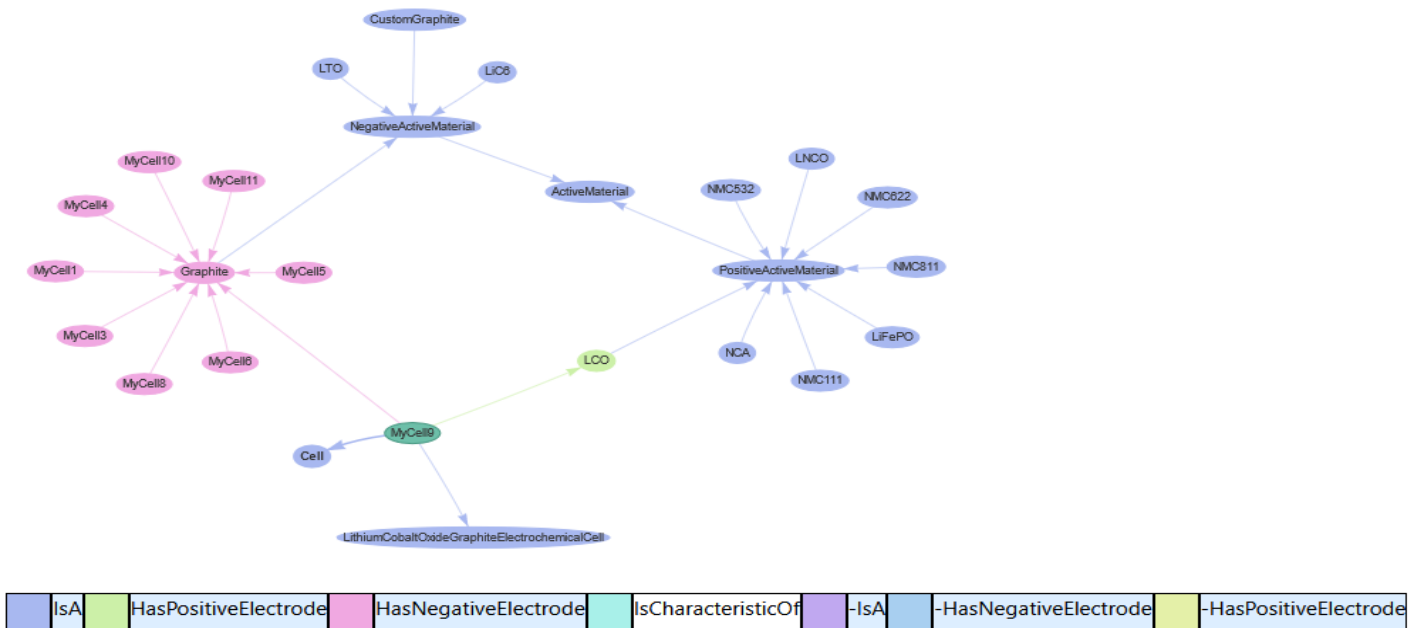 CustomGraphite
LTO
LiC6
NegativeActiveMaterial
MyCell10
LNCO
MyCell11
NMC532
ActiveMaterial
NMC622
MyCell4
MyCell1
Graphite
MyCell5
PositiveActiveMaterial
NMC811
MyCell3
LiFePO
NCA
LCO
MyCell6
MyCell8
NMC111
MyCell9
Cell
LithiumCobaltOxideGraphiteElectrochemicalCell
IsA HasPositiveElectrode HasNegativeElectrode IsCharacteristicOf -IsA -HasNegativeElectrode -HasPositiveElectrode